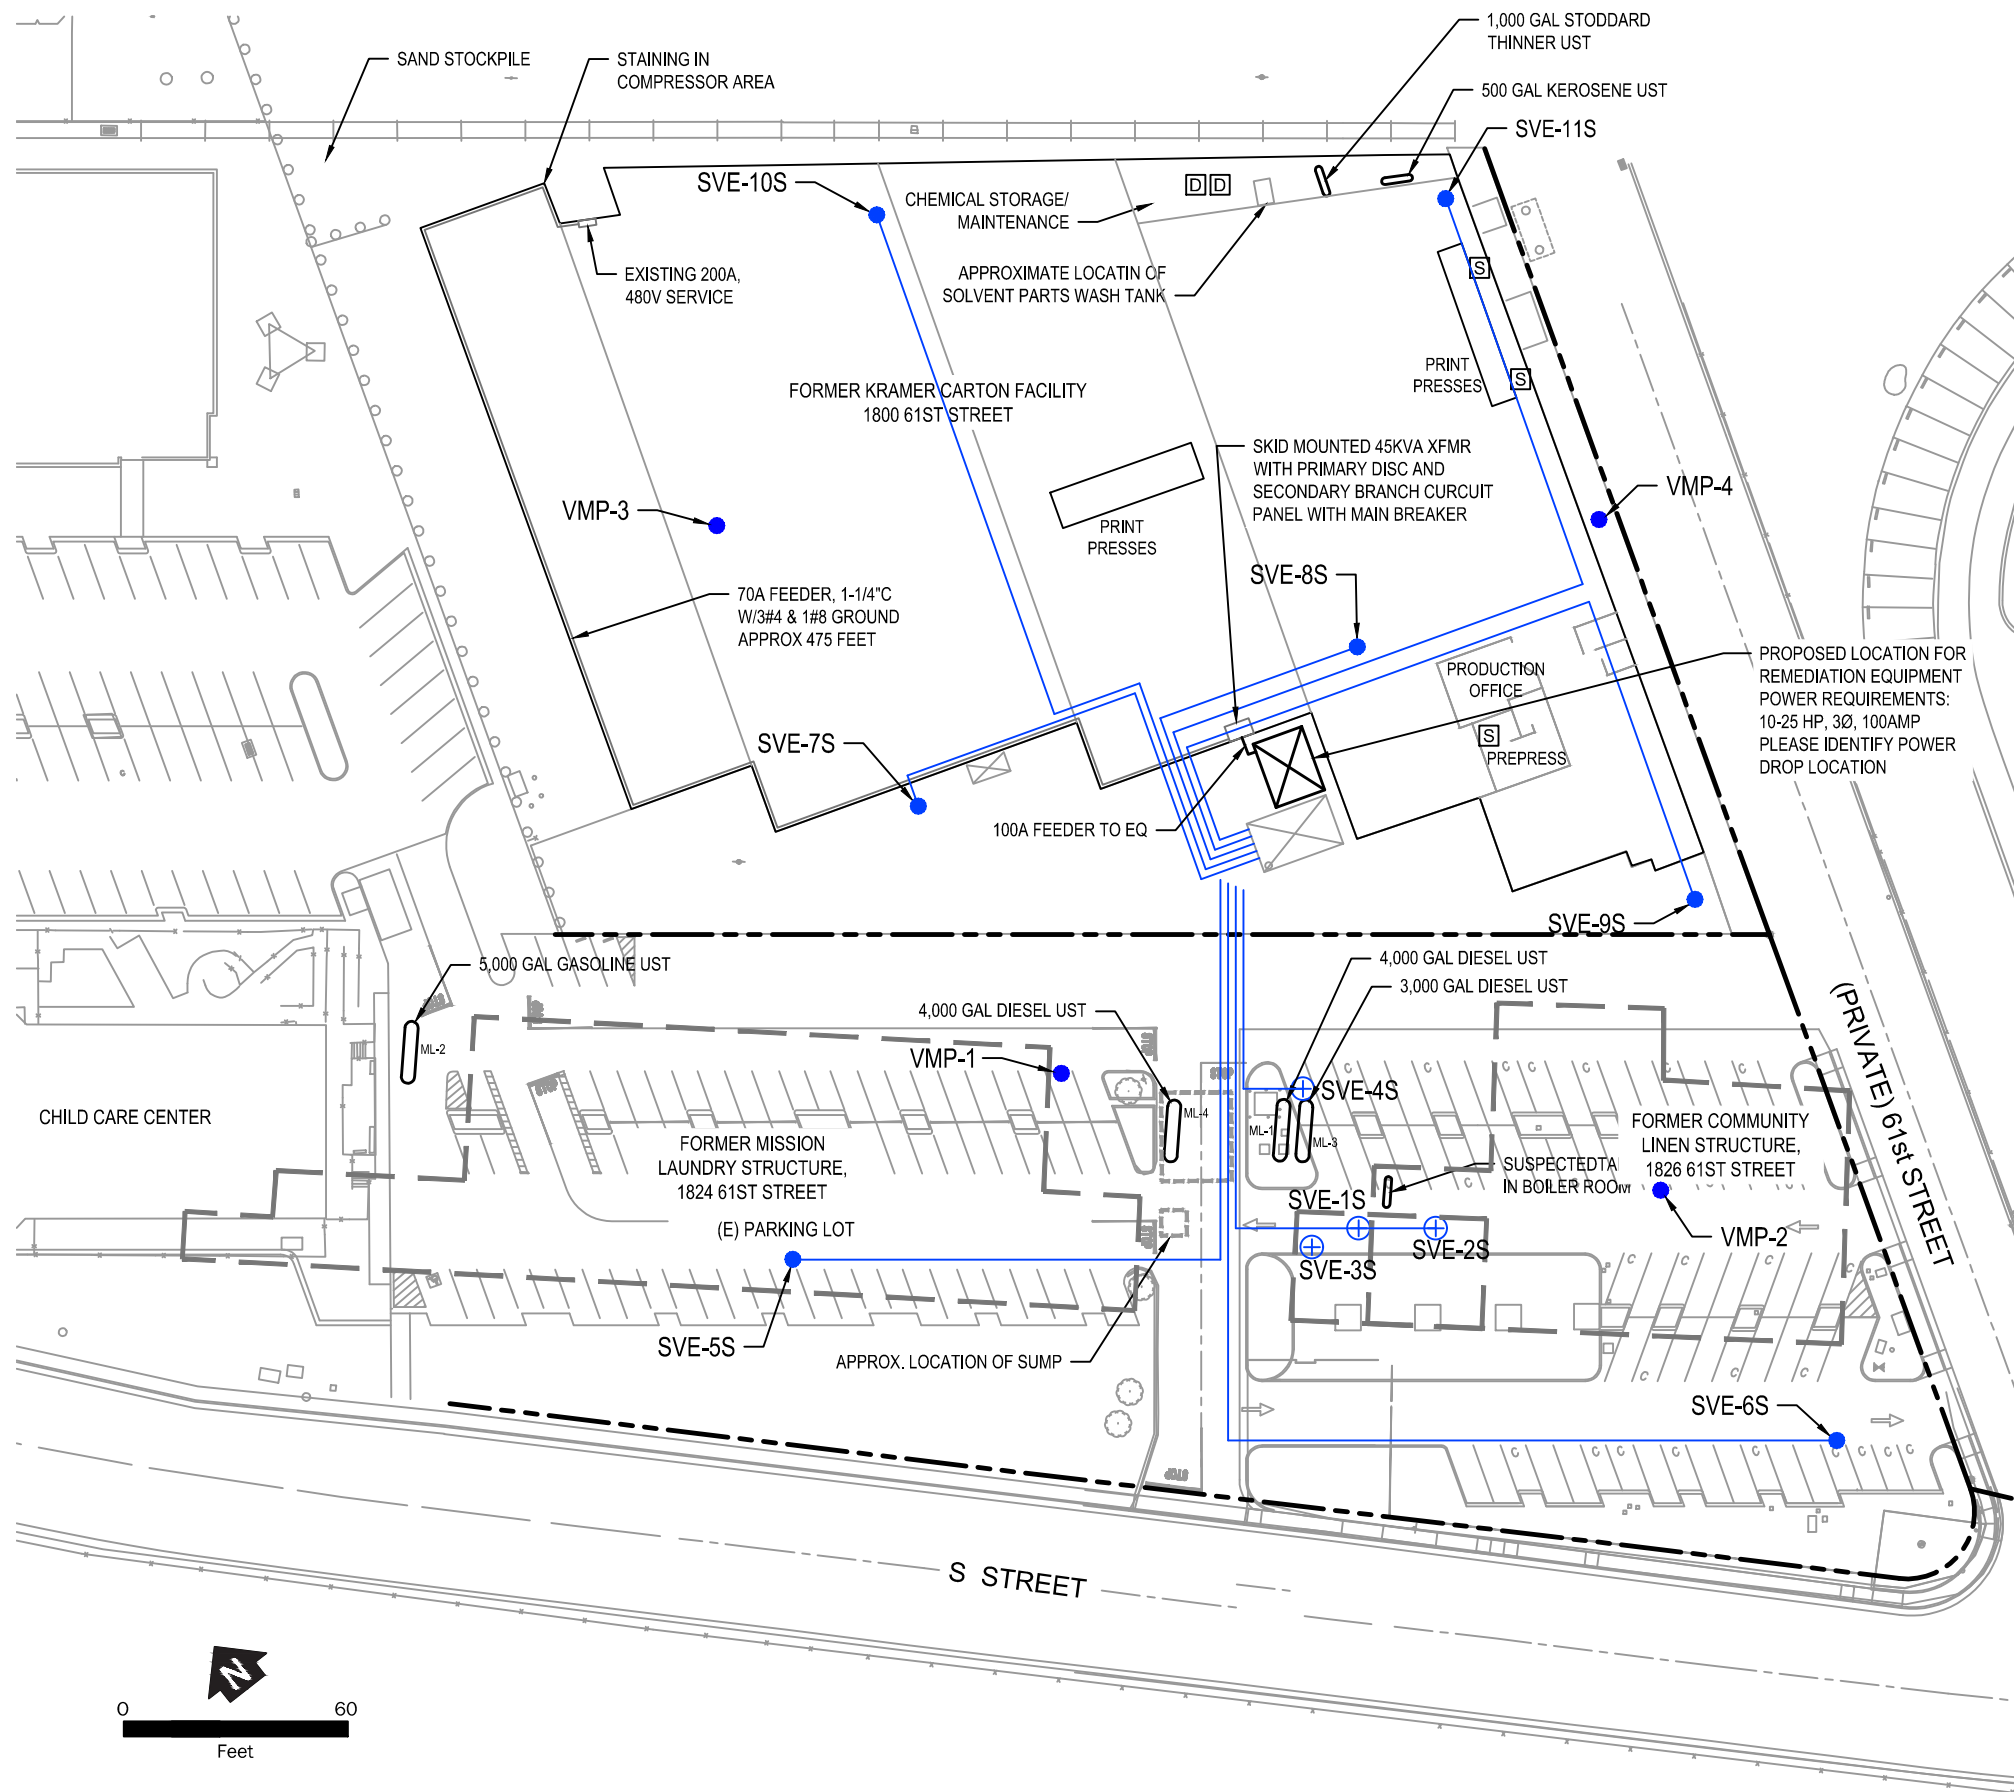 1,000 GAL STODDARD
THINNER UST
SAND STOCKPILE
STAINING IN
COMPRESSOR AREA
500 GAL KEROSENE UST
SVE-11S
SVE-10S
CHEMICAL STORAGE/
MAINTENANCE
D D
EXISTING 200A,
480V SERVICE
APPROXIMATE LOCATIN OF
SOLVENT PARTS WASH TANK
S
PRINT
PRESSES
S
FORMER KRAMER CARTON FACILITY
1800 61ST STREET
SKID MOUNTED 45KVA XFMR
WITH PRIMARY DISC AND
SECONDARY BRANCH CURCUIT
PANEL WITH MAIN BREAKER
VMP-4
VMP-3
PRINT
PRESSES
SVE-8S
70A FEEDER, 1-1/4"C
W/3#4 & 1#8 GROUND
APPROX 475 FEET
PRODUCTION
OFFICE
PROPOSED LOCATION FOR
REMEDIATION EQUIPMENT
POWER REQUIREMENTS:
10-25 HP, 3Ø, 100AMP
PLEASE IDENTIFY POWER
DROP LOCATION
SVE-7S
S
PREPRESS
100A FEEDER TO EQ
SVE-9S
5,000 GAL GASOLINE UST
4,000 GAL DIESEL UST
3,000 GAL DIESEL UST
4,000 GAL DIESEL UST
ML-2
VMP-1
(PRIVATE) 61st STREET
SVE-4S
CHILD CARE CENTER
ML-4
ML-1
ML-3
FORMER MISSION
LAUNDRY STRUCTURE,
1824 61ST STREET
FORMER COMMUNITY
LINEN STRUCTURE,
1826 61ST STREET
SUSPECTEDTA
IN BOILER ROOM
SVE-1S
(E) PARKING LOT
VMP-2
SVE-2S
SVE-3S
SVE-5S
APPROX. LOCATION OF SUMP
SVE-6S
STOP
STOP
STOP
STOP
S STREET
N
0 60
Feet